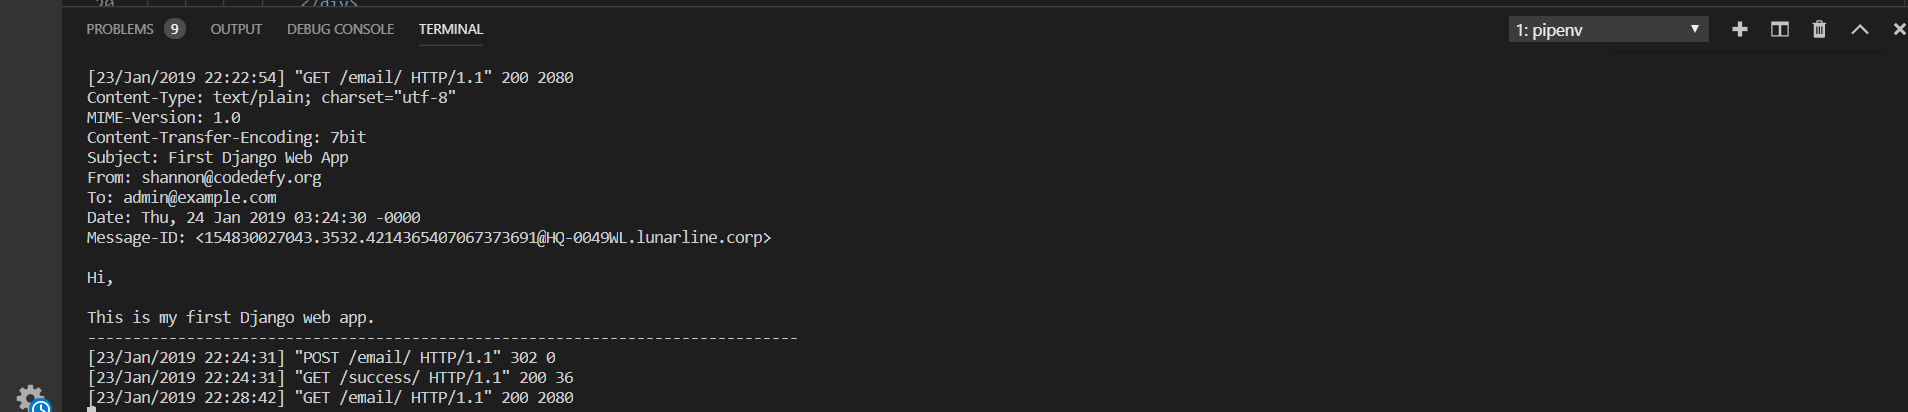 20 </div>
PROBLEMS 9 OUTPUT DEBUG CONSOLE TERMINAL 1: pipenv
[23/Jan/2019 22:22:54] "GET /email/ HTTP/1.1" 200 2080
Content-Type: text/plain; charset="utf-8"
MIME-Version: 1.0
Content-Transfer-Encoding: 7bit
Subject: First Django Web App
From: shannon@codedefy.org
To: admin@example.com
Date: Thu, 24 Jan 2019 03:24:30 -0000
Message-ID: <154830027043.3532.4214365407067373691@HQ-0049WL.lunarline.corp>
Hi,
This is my first Django web app.
-------------------------------------------------------------------------------
[23/Jan/2019 22:24:31] "POST /email/ HTTP/1.1" 302 0
[23/Jan/2019 22:24:31] "GET /success/ HTTP/1.1" 200 36
[23/Jan/2019 22:28:42] "GET /email/ HTTP/1.1" 200 2080